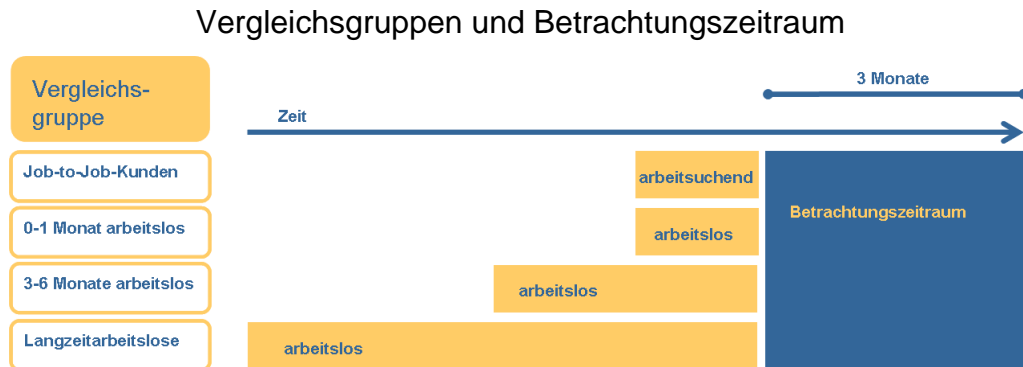 Vergleichsgruppen und Betrachtungszeitraum
Vergleichs-
gruppe
3 Monate
Zeit
Job-to-Job-Kunden
arbeitsuchend
Betrachtungszeitraum
0-1 Monat arbeitslos
arbeitslos
3-6 Monate arbeitslos
arbeitslos
Langzeitarbeitslose
arbeitslos